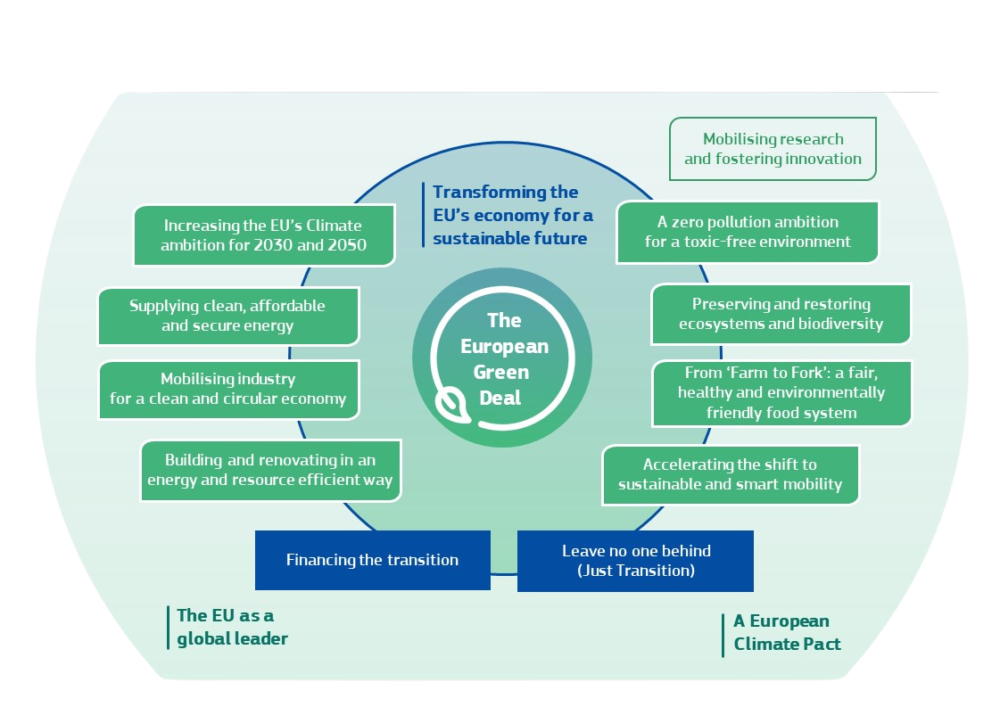 Mobilising research
and fostering innovation
Transforming the
EU's economy for a
sustainable future
Increasing the EU's Climate
ambition for 2030 and 2050
A zero pollution ambition
for a toxic-free environment
Supplying clean, affordable
and secure energy
Preserving and restoring
ecosystems and biodiversity
The
European
Green
Deal
Mobilising industry
for a clean and circular economy
From ‘Farm to Fork’: a fair,
healthy and environmentally
friendly food system
Building and renovating in an
energy and resource efficient way
Accelerating the shift to
sustainable and smart mobility
Financing the transition
Leave no one behind
(Just Transition)
The EU as a
global leader
A European
Climate Pact